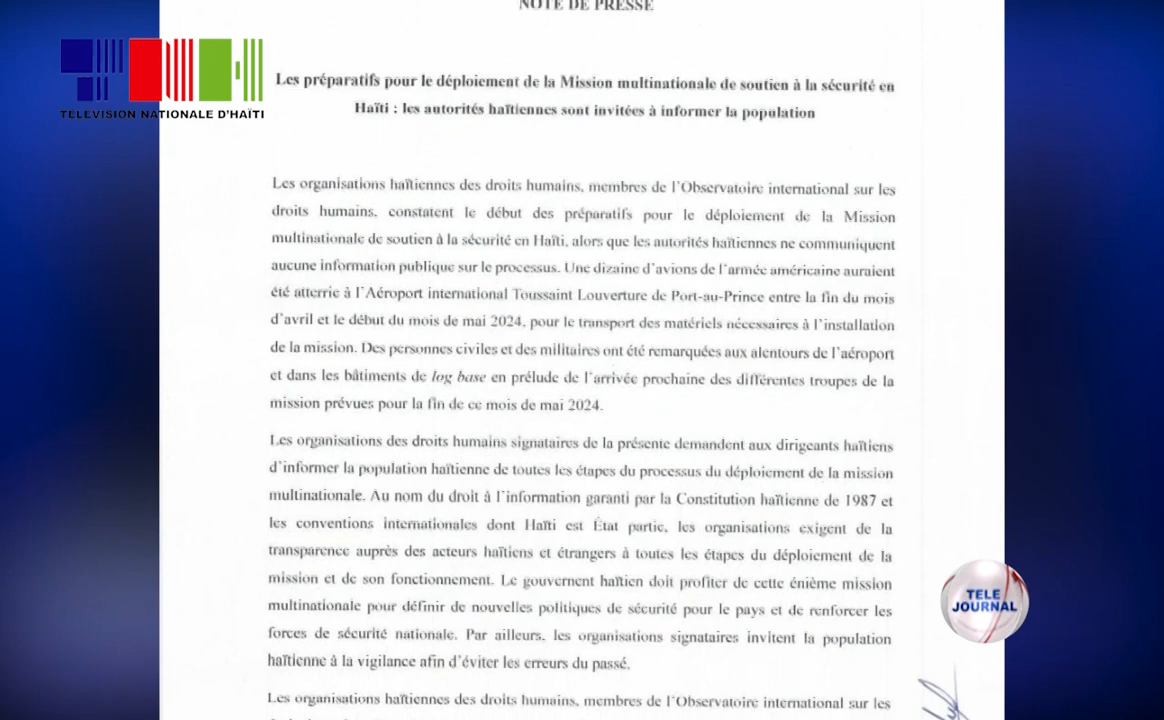 NOTE DE PRESSE
TELEVISION NATIONALE D'HAÏTI
Les préparatifs pour le déploiement de la Mission multinationale de soutien à la sécurité en
Haïti : les autorités haïtiennes sont invitées à informer la population
Les organisations haïtiennes des droits humains, membres de l'Observatoire international sur les
droits humains, constatent le début des préparatifs pour le déploiement de la Mission
multinationale de soutien à la sécurité en Haïti, alors que les autorités haïtiennes ne communiquent
aucune information publique sur le processus. Une dizaine d'avions de l'armée américaine auraient
été atterrie à l'Aéroport international Toussaint Louverture de Port-au-Prince entre la fin du mois
d'avril et le début du mois de mai 2024, pour le transport des matériels nécessaires à l'installation
de la mission. Des personnes civiles et des militaires ont été remarquées aux alentours de l'aéroport
et dans les bâtiments de log base en prélude de l'arrivée prochaine des différentes troupes de la
mission prévues pour la fin de ce mois de mai 2024.
Les organisations des droits humains signataires de la présente demandent aux dirigeants haïtiens
d'informer la population haïtienne de toutes les étapes du processus du déploiement de la mission
multinationale. Au nom du droit à l'information garanti par la Constitution haïtienne de 1987 et
les conventions internationales dont Haïti est État partie, les organisations exigent de la
transparence auprès des acteurs haïtiens et étrangers à toutes les étapes du déploiement de la
mission et de son fonctionnement. Le gouvernent haïtien doit profiter de cette énième mission
multinationale pour définir de nouvelles politiques de sécurité pour le pays et de renforcer les
forces de sécurité nationale. Par ailleurs, les organisations signataires invitent la population
haïtienne à la vigilance afin d'éviter les erreurs du passé.
Les organisations haïtiennes des droits humains, membres de l'Observatoire international sur les
TELE
JOURNAL